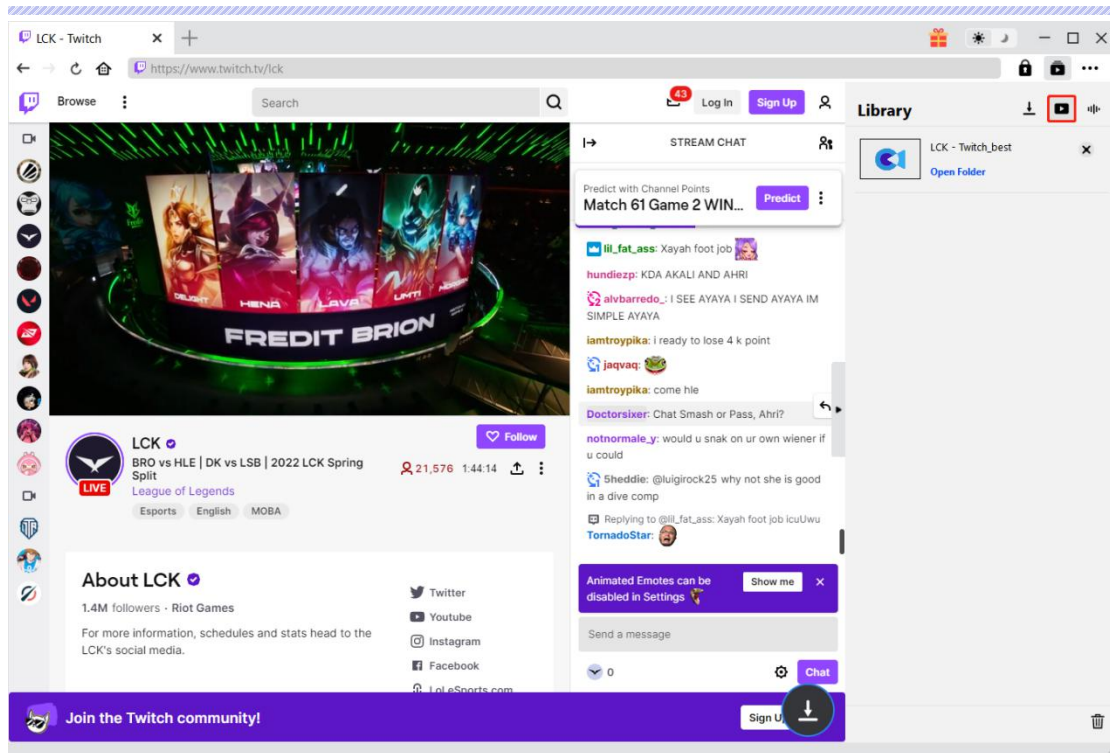 LCK - Twitch
https://www.twitch.tv/lck
Browse
Search
43
Log In
Sign Up
Library
LCK - Twitch_best
Open Folder
DELIGHT
HENA
LAVA
UMTI
FREDIT BRION
LCK
BRO vs HLE | DK vs LSB | 2022 LCK Spring
Split
League of Legends
Esports
English
MOBA
LIVE
Follow
21,576
1:44:14
About LCK
1.4M followers · Riot Games
For more information, schedules and stats head to the
LCK's social media.
Twitter
Youtube
Instagram
Facebook
LoLeSports.com
STREAM CHAT
Predict with Channel Points
Match 61 Game 2 WIN...
Predict
lil_fat_ass: Xayah foot job
hundiezp: KDA AKALI AND AHRI
alvbarredo_: I SEE AYAYA I SEND AYAYA IM
SIMPLE AYAYA
iamtroypika: i ready to lose 4 k point
jaqvaq:
iamtroypika: come hle
Doctorsixer: Chat Smash or Pass, Ahri?
notnormale_y: would u snak on ur own wiener if
u could
5heddie: @luigirock25 why not she is good
in a dive comp
Replying to @lil_fat_ass: Xayah foot job icuUwu
TornadoStar:
Animated Emotes can be
disabled in Settings
Show me
Send a message
0
Chat
Join the Twitch community!
Sign U